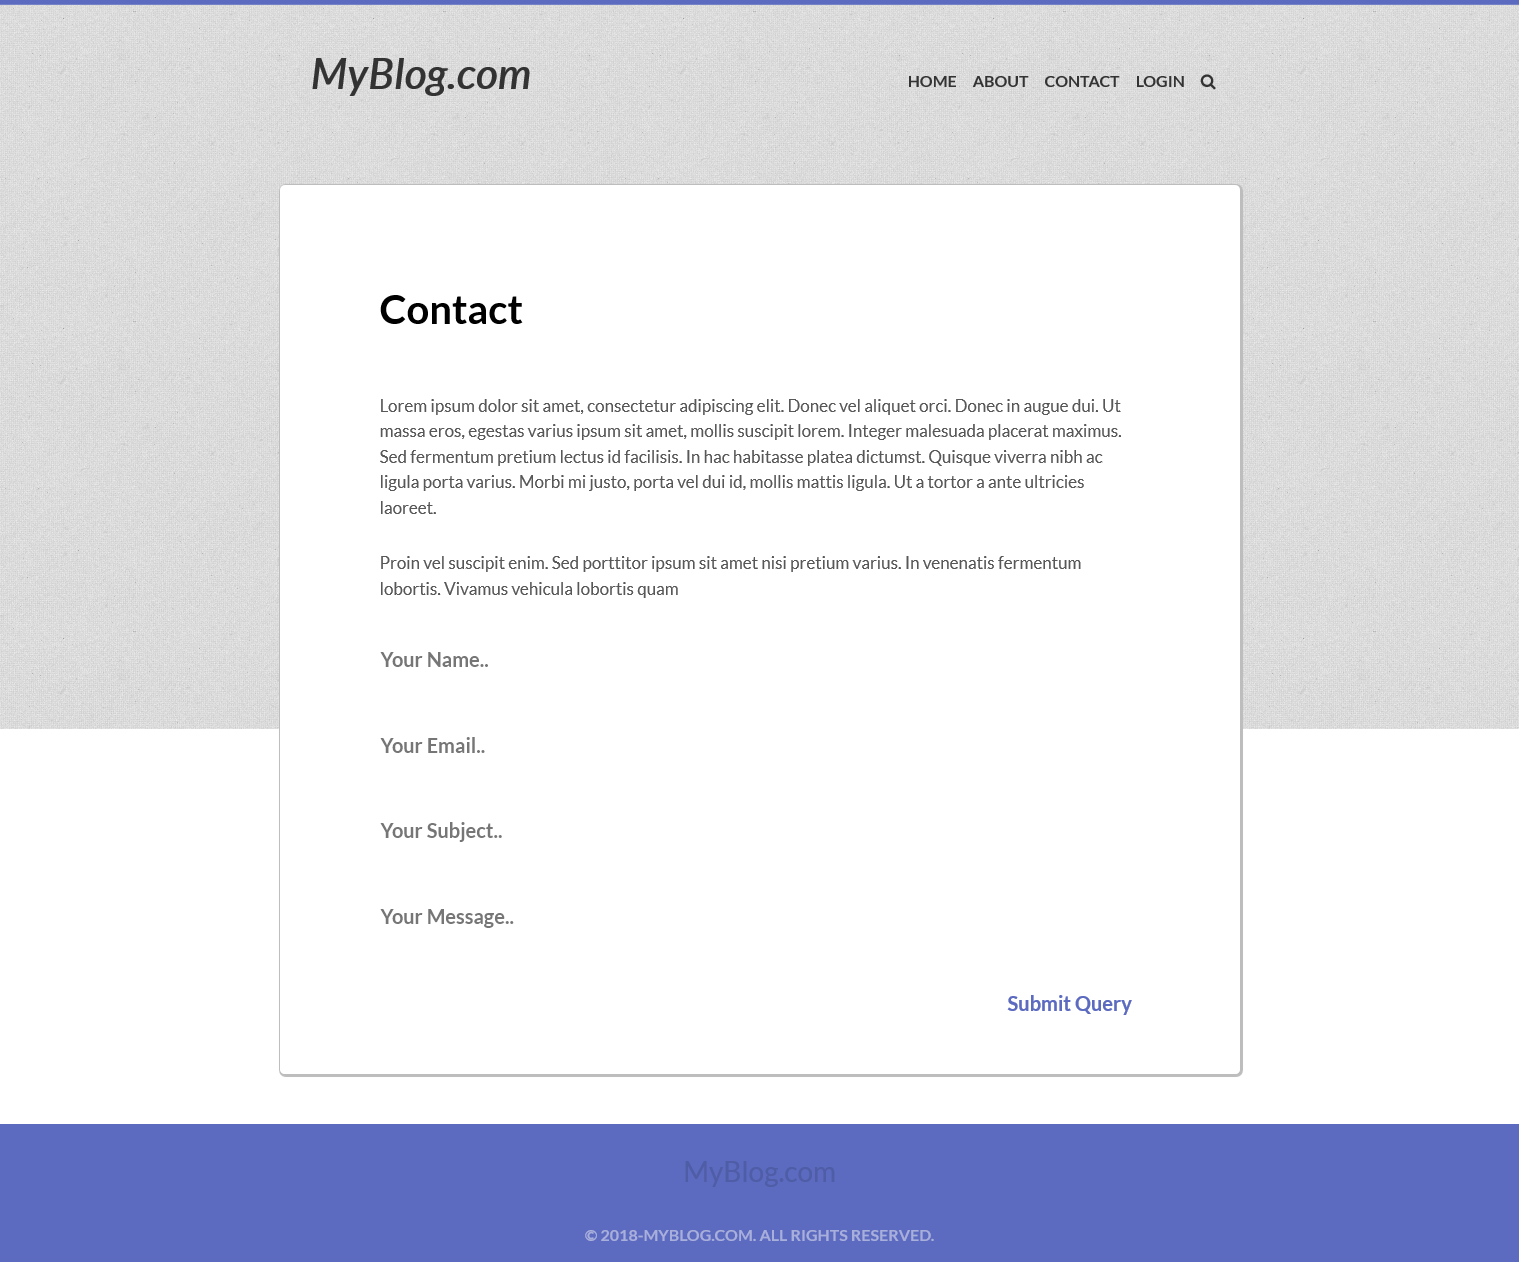 MyBlog.com
HOME ABOUT CONTACT LOGIN
Contact
Lorem ipsum dolor sit amet, consectetur adipiscing elit. Donec vel aliquet orci. Donec in augue dui. Ut
massa eros, egestas varius ipsum sit amet, mollis suscipit lorem. Integer malesuada placerat maximus.
Sed fermentum pretium lectus id facilisis. In hac habitasse platea dictumst. Quisque viverra nibh ac
ligula porta varius. Morbi mi justo, porta vel dui id, mollis mattis ligula. Ut a tortor a ante ultricies
laoreet.
Proin vel suscipit enim. Sed porttitor ipsum sit amet nisi pretium varius. In venenatis fermentum
lobortis. Vivamus vehicula lobortis quam
Your Name..
Your Email..
Your Subject..
Your Message..
Submit Query
MyBlog.com
© 2018-MYBLOG.COM. ALL RIGHTS RESERVED.